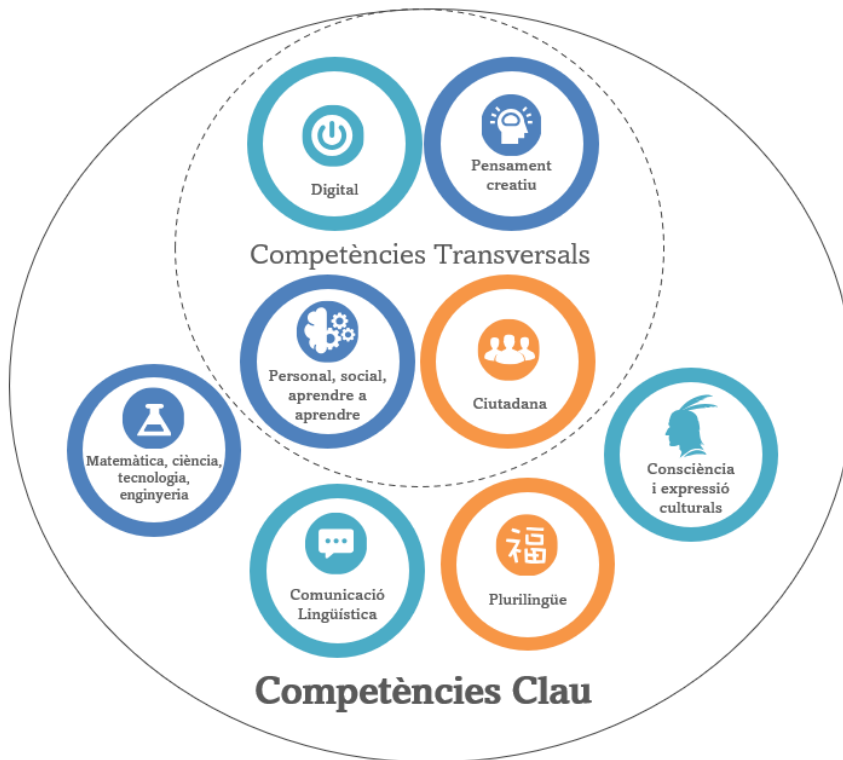 Digital
Pensament
creatiu
Competències Transversals
Personal, social,
aprendre a
aprendre
Ciutadana
Matemàtica, ciència,
tecnologia,
enginyeria
Consciència
i expressió
culturals
Comunicació
Lingüística
福
Plurilingüe
Competències Clau